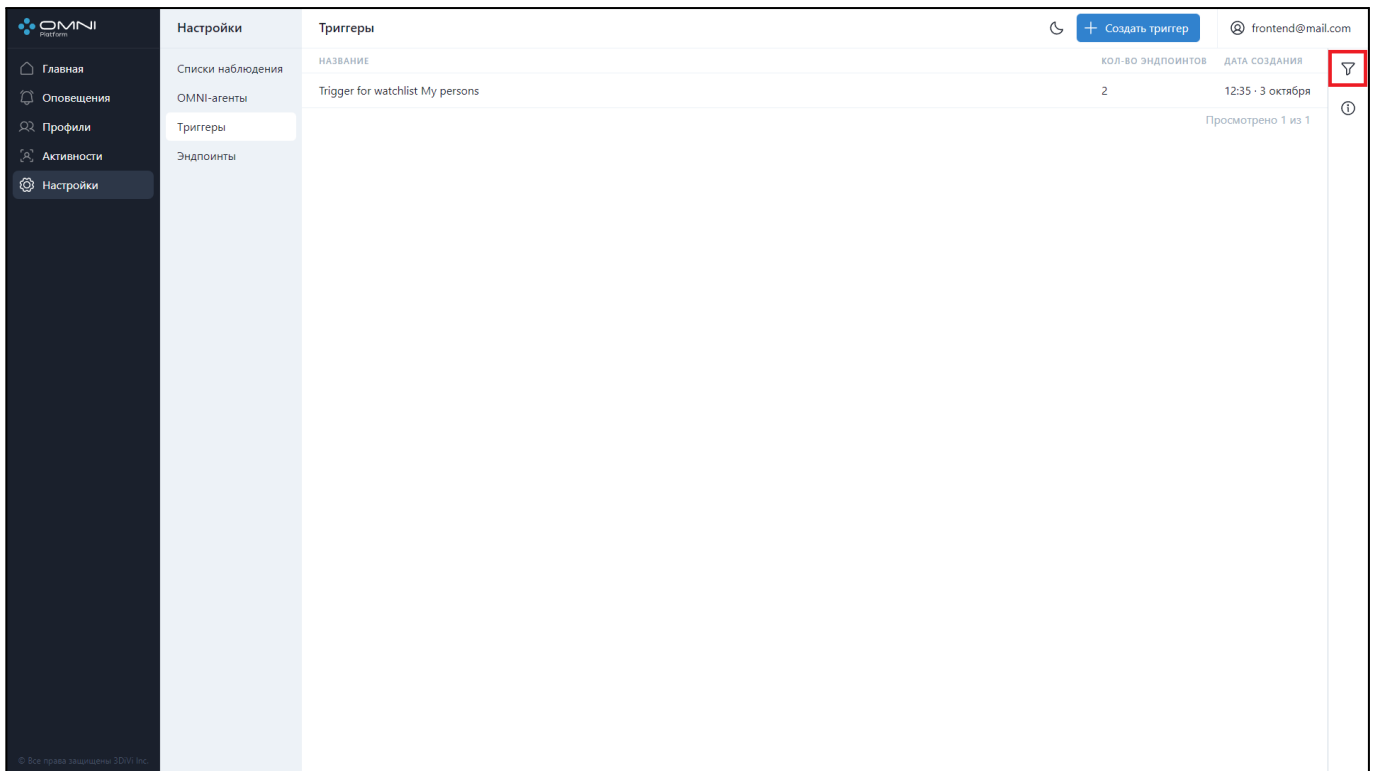 OMNI
Platform
Главная
Оповещения
Профили
Активности
Настройки
© Все права защищены 3DiVi Inc.
Настройки
Списки наблюдения
OMNI-агенты
Триггеры
Эндпоинты
Триггеры
Создать триггер
frontend@mail.com
НАЗВАНИЕ КОЛ-ВО ЭНДПОИНТОВ ДАТА СОЗДАНИЯ
Trigger for watchlist My persons 2 12:35 · 3 октября
Просмотрено 1 из 1